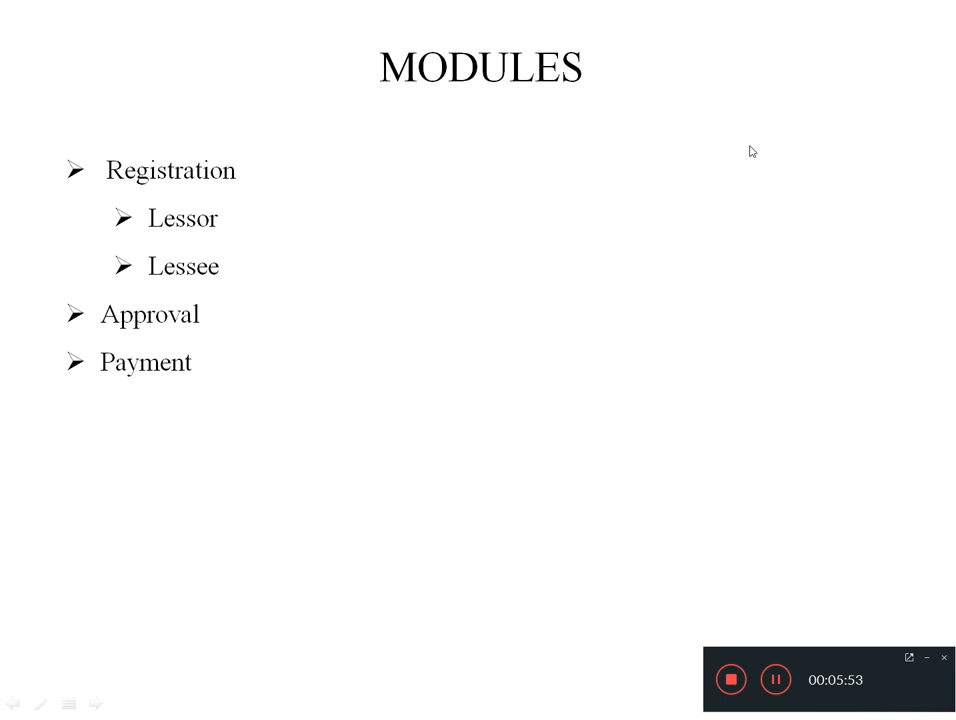 MODULES
Registration
Lessor
Lessee
Approval
Payment
00:05:53